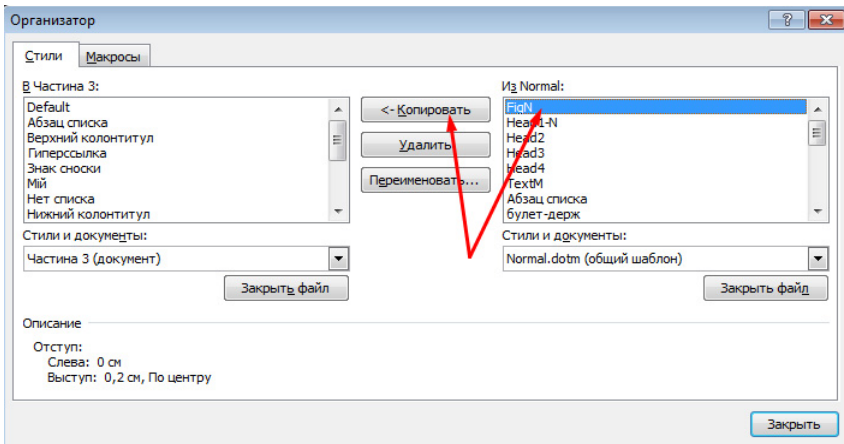 Организатор
Стили Макросы
В Частина 3:
Default
Абзац списка
Верхний колонтитул
Гиперссылка
Знак сноски
Мій
Нет списка
Нижний колонтитул
Стили и документы:
Частина 3 (документ)
Закрыть файл
<- Копировать
Удалить
Переименовать...
Из Normal:
FigN
Head1-N
Head2
Head3
Head4
TextM
Абзац списка
булет-держ
Стили и документы:
Normal.dotm (общий шаблон)
Закрыть файл
Описание
Отступ:
Слева: 0 см
Выступ: 0,2 см, По центру
Закрыть